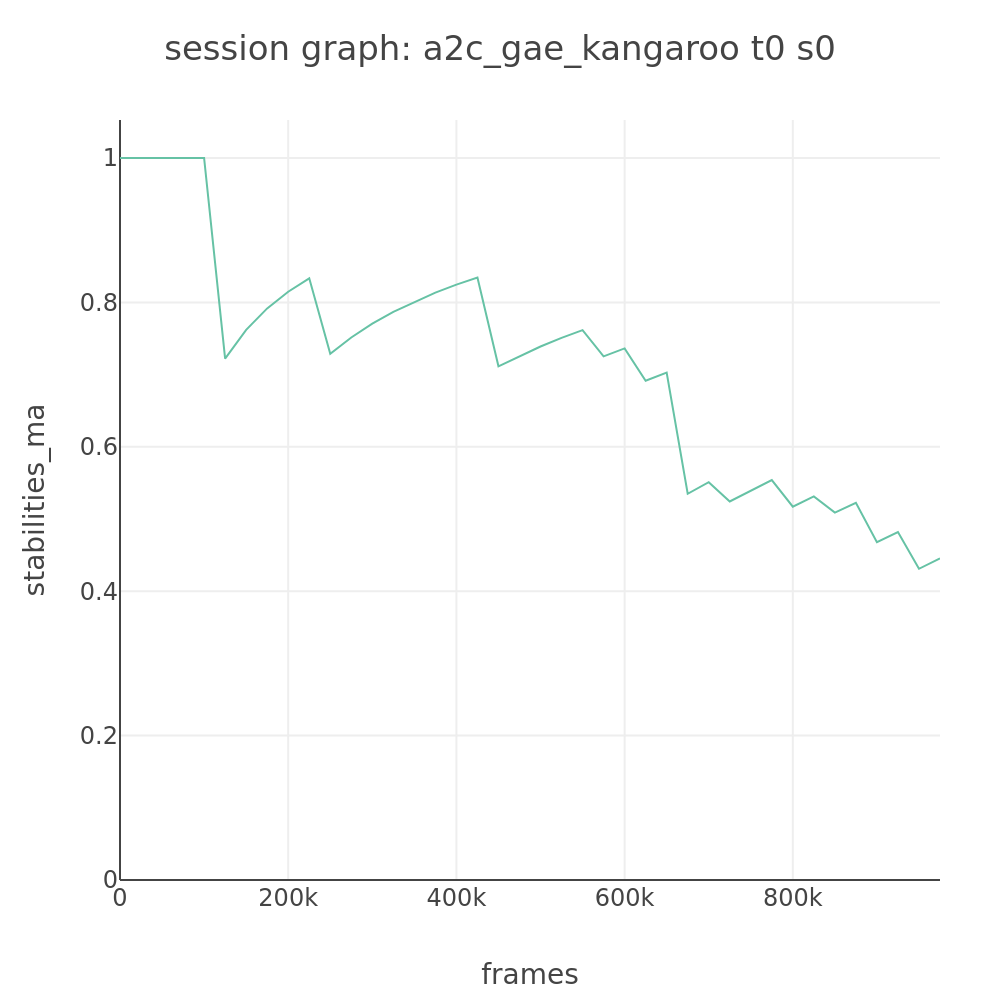 session graph: a2c_gae_kangaroo t0 s0
stabilities_ma
1
0.8
0.6
0.4
0.2
0
0
200k
400k
600k
800k
frames